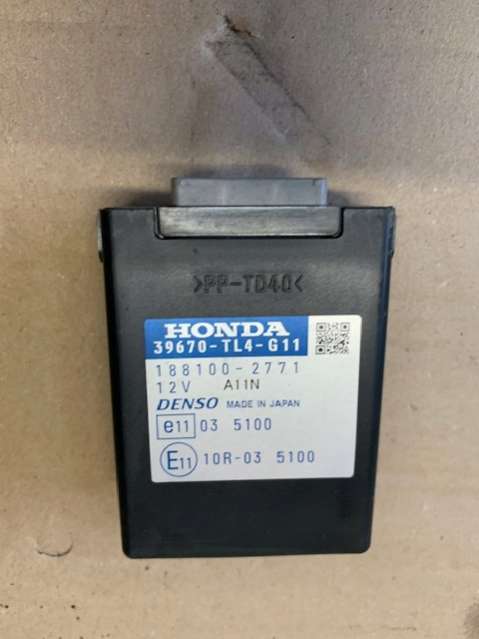 >PP-TD40<
HONDA
39670-TL4-G11
188100-2771
12V A11N
DENSO MADE IN JAPAN
e11 03 5100
E11 10R-03 5100